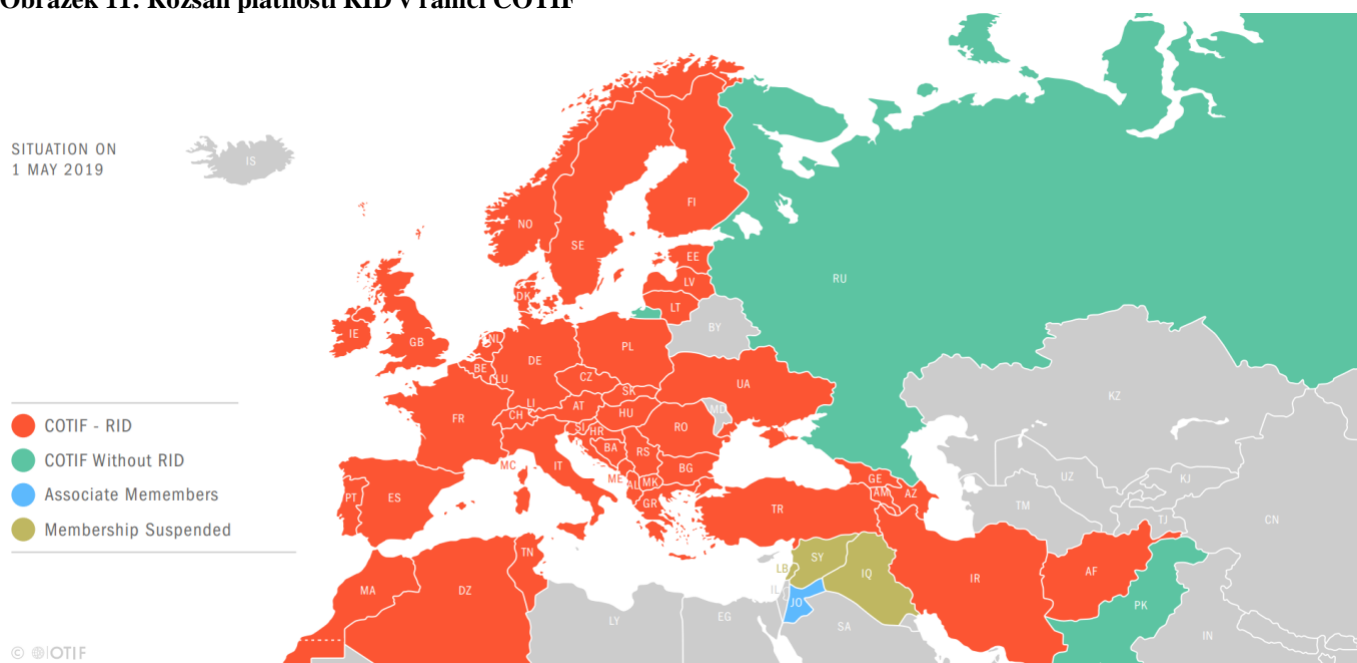 Obrázek 11: Rozsah platnosti RID v rámci COTIF
SITUATION ON
1 MAY 2019
IS
NO
SE
FI
EE
LV
LT
DK
RU
IE
GB
NL
BE
LU
DE
PL
BY
CZ
SK
UA
KZ
FR
LI
CH
AT
HU
MD
RO
SI
HR
BA
RS
BG
MC
IT
ME
AL
MK
GR
PT
ES
TR
GE
AM
AZ
UZ
TM
KJ
TJ
CN
COTIF - RID
COTIF Without RID
Associate Memembers
Membership Suspended
TN
MA
DZ
LY
EG
LB
SY
IQ
IL
JO
SA
IR
AF
PK
IN
© OTIF